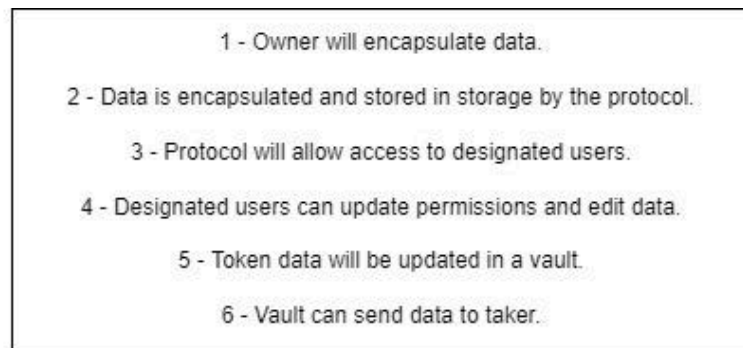 1 - Owner will encapsulate data.
2 - Data is encapsulated and stored in storage by the protocol.
3 - Protocol will allow access to designated users.
4 - Designated users can update permissions and edit data.
5 - Token data will be updated in a vault.
6 - Vault can send data to taker.